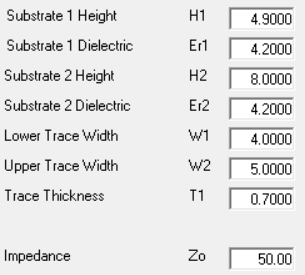 Substrate 1 Height H1 4.9000
Substrate 1 Dielectric Er1 4.2000
Substrate 2 Height H2 8.0000
Substrate 2 Dielectric Er2 4.2000
Lower Trace Width W1 4.0000
Upper Trace Width W2 5.0000
Trace Thickness T1 0.7000
Impedance Zo 50.00